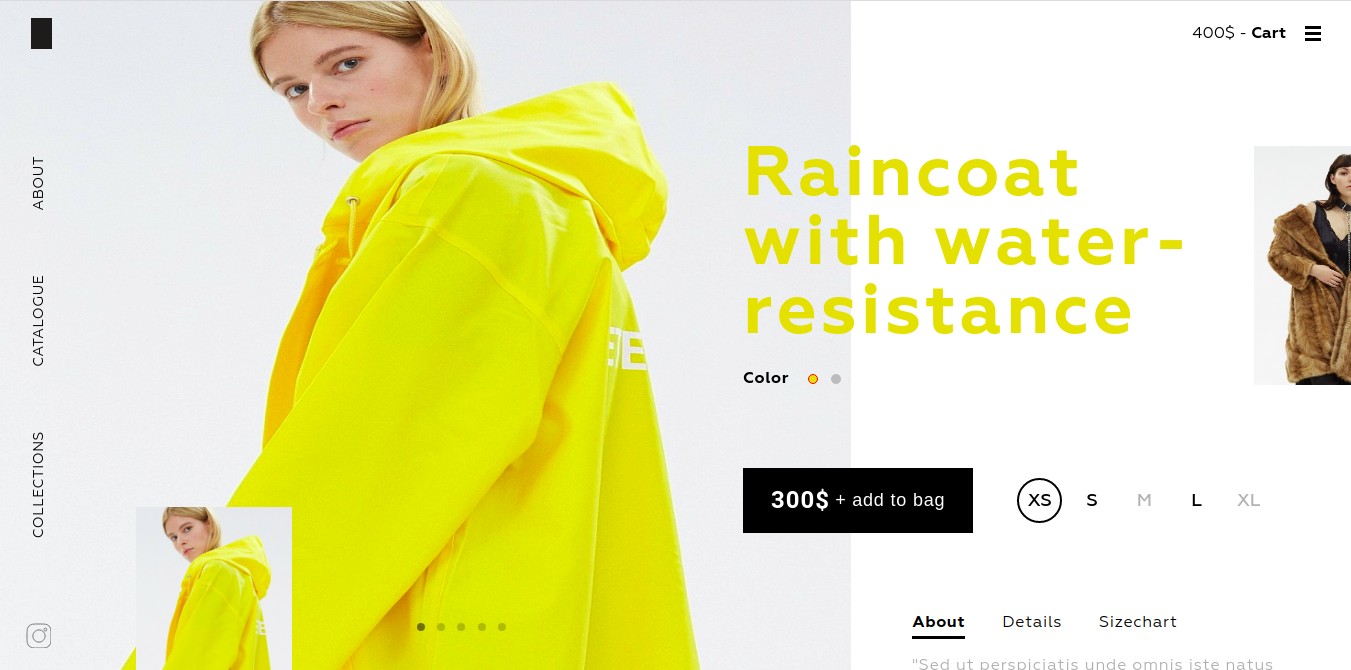 400$ - Cart
ABOUT
CATALOGUE
COLLECTIONS
Raincoat
with water-
resistance
Color
300$ + add to bag
XS S M L XL
About Details Sizechart
"Sed ut perspiciatis unde omnis iste natus